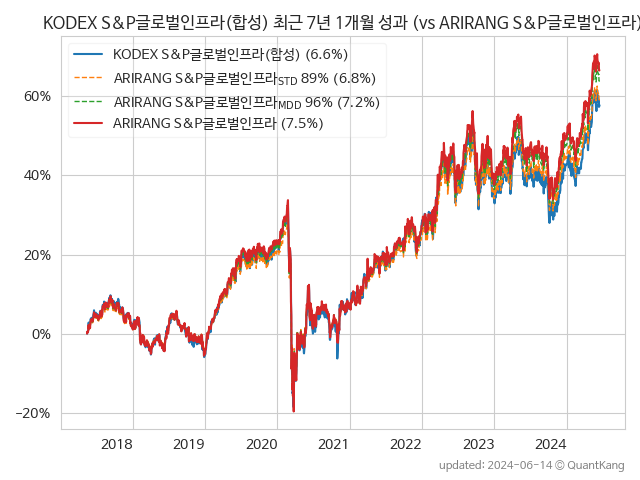 KODEX S&P글로벌인프라(합성) 최근 7년 1개월 성과 (vs ARIRANG S&P글로벌인프라)
KODEX S&P글로벌인프라(합성) (6.6%)
ARIRANG S&P글로벌인프라STD 89% (6.8%)
ARIRANG S&P글로벌인프라MDD 96% (7.2%)
ARIRANG S&P글로벌인프라 (7.5%)
60%
40%
20%
0%
−20%
2018 2019 2020 2021 2022 2023 2024
updated: 2024-06-14 © QuantKang